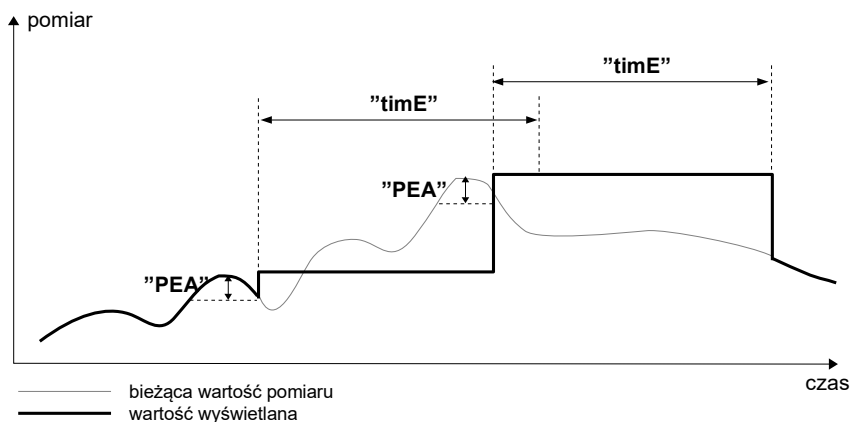 pomiar
”timE”
”timE”
”PEA”
”PEA”
czas
bieżąca wartość pomiaru
wartość wyświetlana